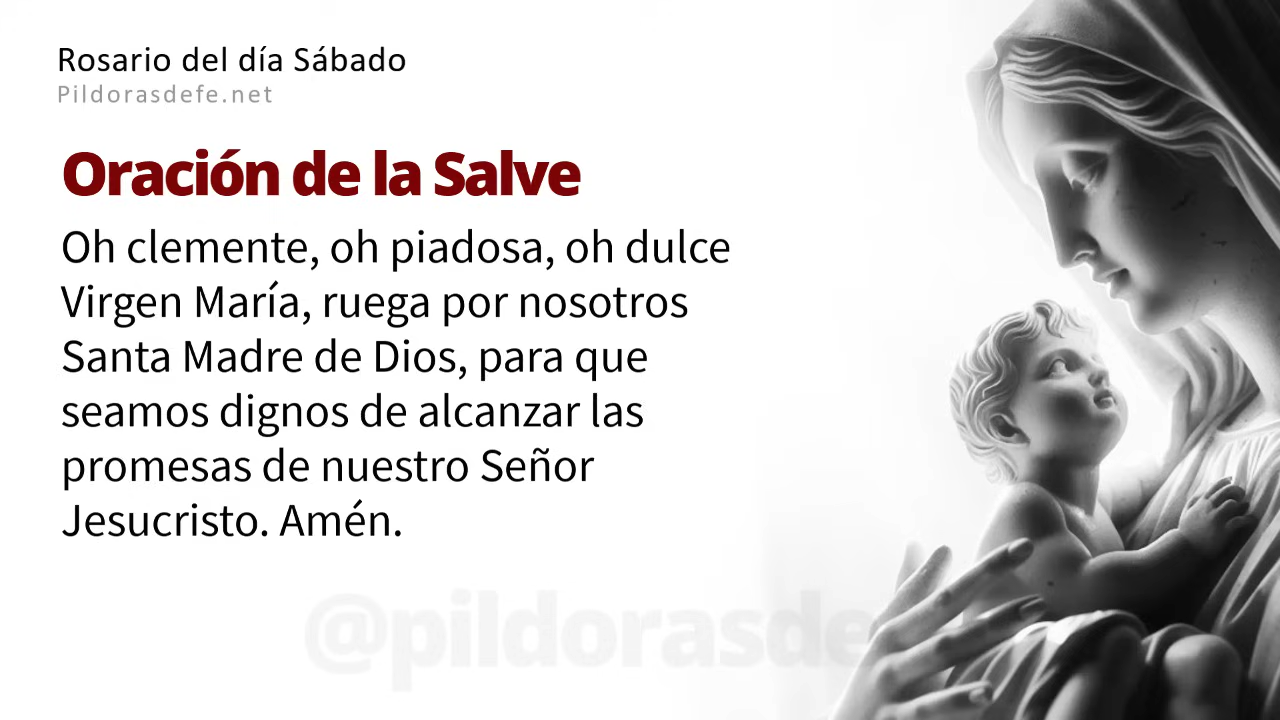 Rosario del día Sábado
Pildorasdefe.net
Oración de la Salve
Oh clemente, oh piadosa, oh dulce
Virgen María, ruega por nosotros
Santa Madre de Dios, para que
seamos dignos de alcanzar las
promesas de nuestro Señor
Jesucristo. Amén.
@pildorasdefe